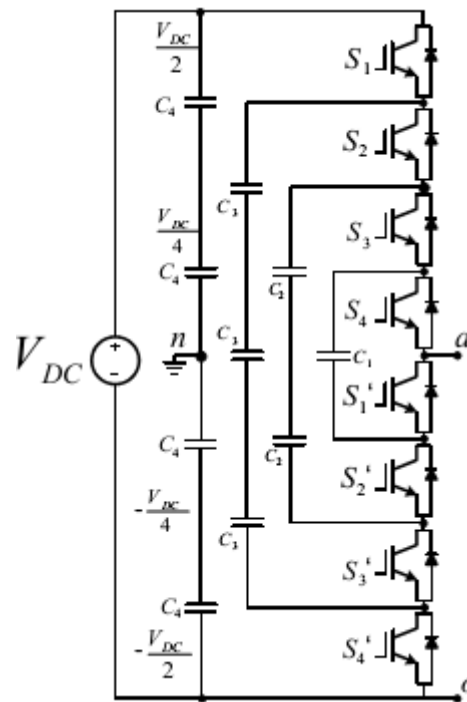 V_DC/2
S_1
C_4
S_2
C_3
V_DC/4
S_3
C_4
C_2
S_4
n
V_DC
+
-
C_3
C_1
a
S_1'
C_4
C_2
S_2'
-V_DC/4
C_3
S_3'
C_4
S_4'
-V_DC/2